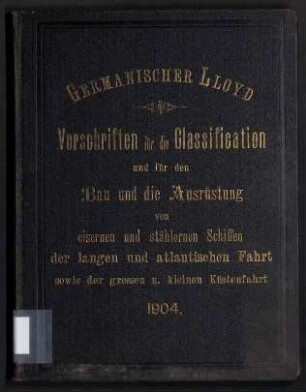 GERMANISCHER LLOYD
Vorschriften für die Classification
und für den
Bau und die Ausrüstung
von
eisernen und stählernen Schiffen
der langen und atlantischen Fahrt
sowie der grossen u. kleinen Küstenfahrt
1904.